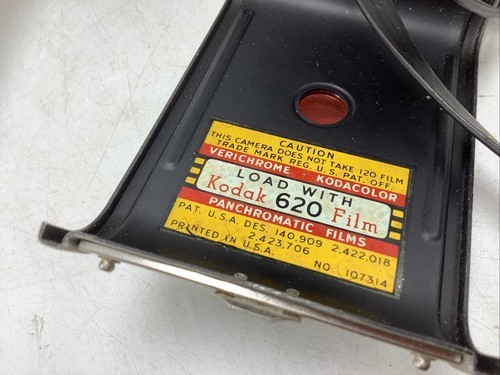 CAUTION
THIS CAMERA DOES NOT TAKE 120 FILM
TRADE MARK REG. U.S. PAT. OFF.
VERICHROME · KODACOLOR
LOAD WITH
Kodak 620 Film
PANCHROMATIC FILMS
PAT. U.S.A. DES. 140,909 2,422,018
2,423,706
PRINTED IN U.S.A. NO. 107314